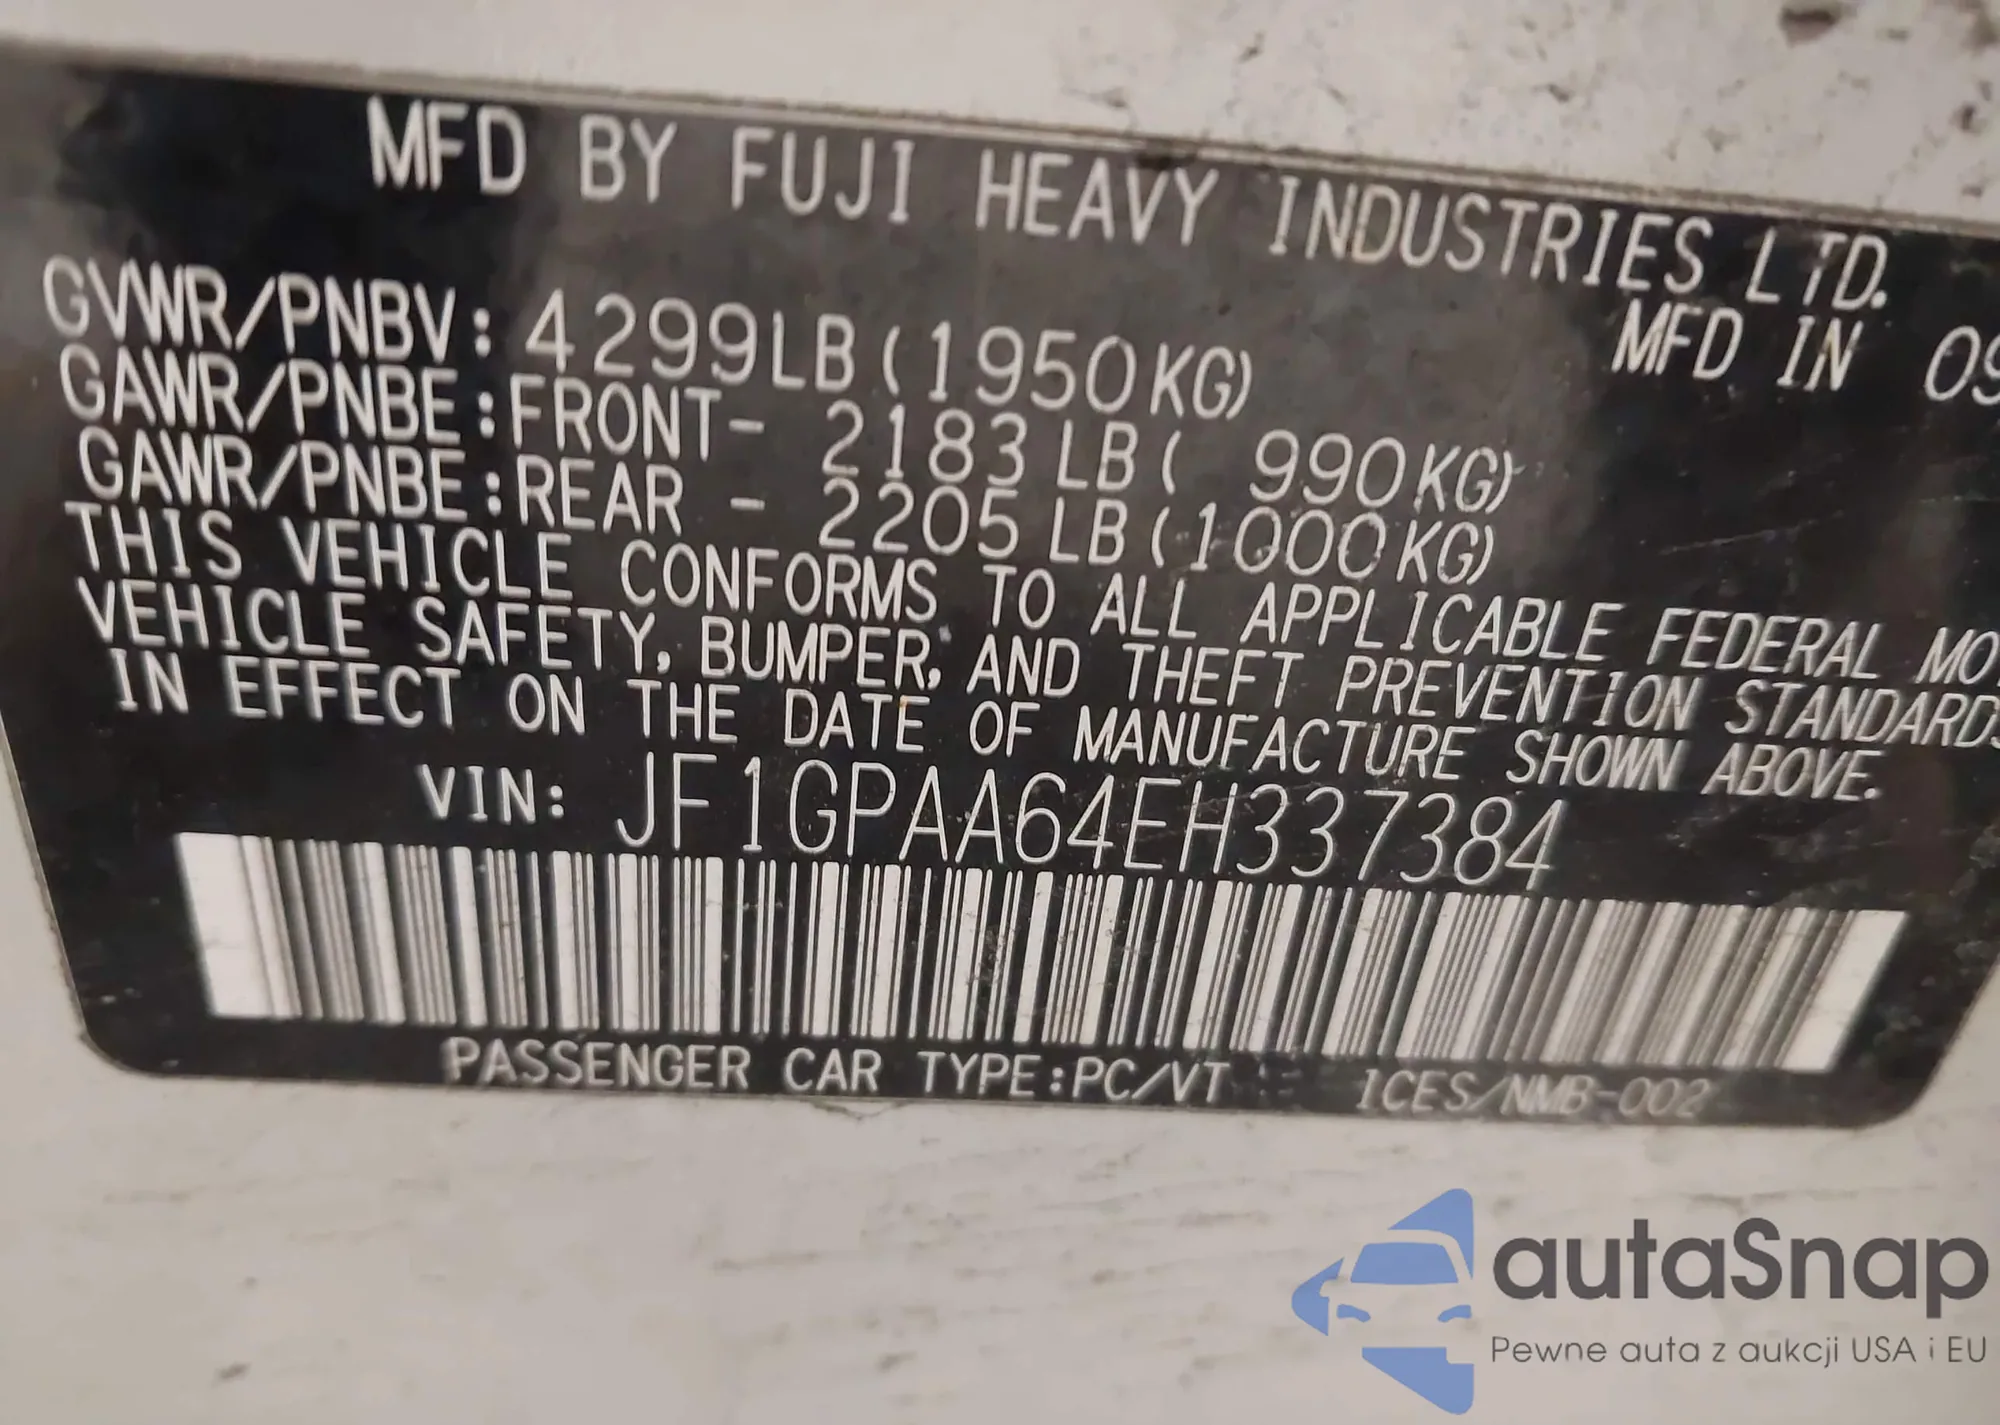 MFD BY FUJI HEAVY INDUSTRIES LTD.
MFD IN 09
GVWR/PNBV: 4299LB (1950KG)
GAWR/PNBE:FRONT- 2183 LB ( 990KG)
GAWR/PNBE:REAR - 2205 LB (1000KG)
THIS VEHICLE CONFORMS TO ALL APPLICABLE FEDERAL MO
VEHICLE SAFETY, BUMPER, AND THEFT PREVENTION STANDARDS
IN EFFECT ON THE DATE OF MANUFACTURE SHOWN ABOVE.
VIN: JF1GPAA64EH337384
PASSENGER CAR TYPE:PC/VT ICES/NMB-002
autaSnap
Pewne auta z aukcji USA i EU